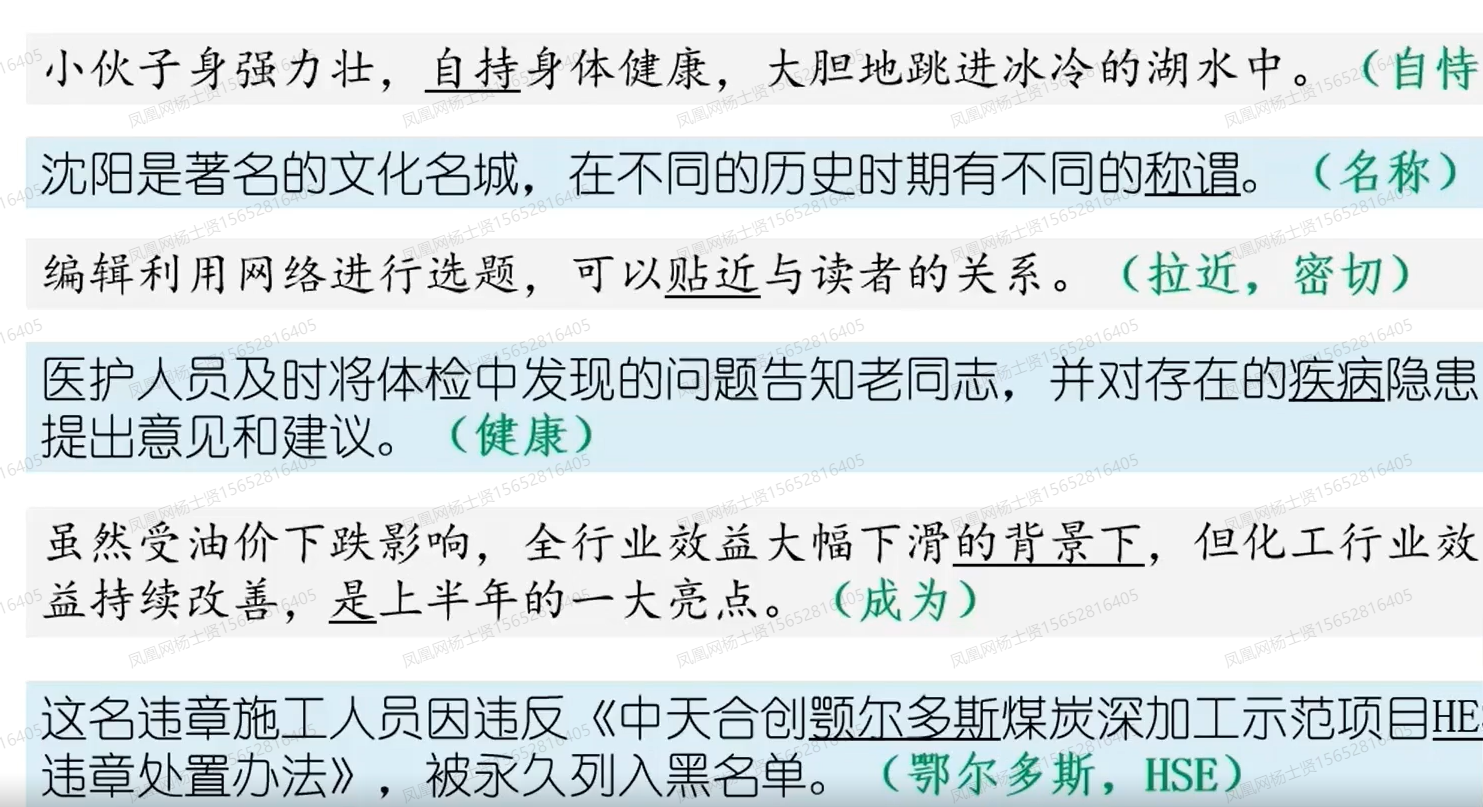 小伙子身强力壮，自持身体健康，大胆地跳进冰冷的湖水中。（自恃
沈阳是著名的文化名城，在不同的历史时期有不同的称谓。（名称）
编辑利用网络进行选题，可以贴近与读者的关系。（拉近，密切）
医护人员及时将体检中发现的问题告知老同志，并对存在的疾病隐患
提出意见和建议。（健康）
虽然受油价下跌影响，全行业效益大幅下滑的背景下，但化工行业效
益持续改善，是上半年的一大亮点。（成为）
这名违章施工人员因违反《中天合创颚尔多斯煤炭深加工示范项目HE
违章处置办法》，被永久列入黑名单。（鄂尔多斯，HSE）
凤凰网杨士贤15652816405